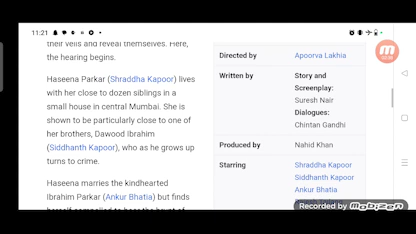 11:21
their veils and reveal themselves. Here,
the hearing begins.
Haseena Parkar (Shraddha Kapoor) lives
with her close to dozen siblings in a
small house in central Mumbai. She is
shown to be particularly close to one of
her brothers, Dawood Ibrahim
(Siddhanth Kapoor), who as he grows up
turns to crime.
Haseena marries the kindhearted
Ibrahim Parkar (Ankur Bhatia) but finds
Directed by
Apoorva Lakhia
Written by
Story and
Screenplay:
Suresh Nair
Dialogues:
Chintan Gandhi
Produced by
Nahid Khan
Starring
Shraddha Kapoor
Siddhanth Kapoor
Ankur Bhatia
Recorded by Mobizen